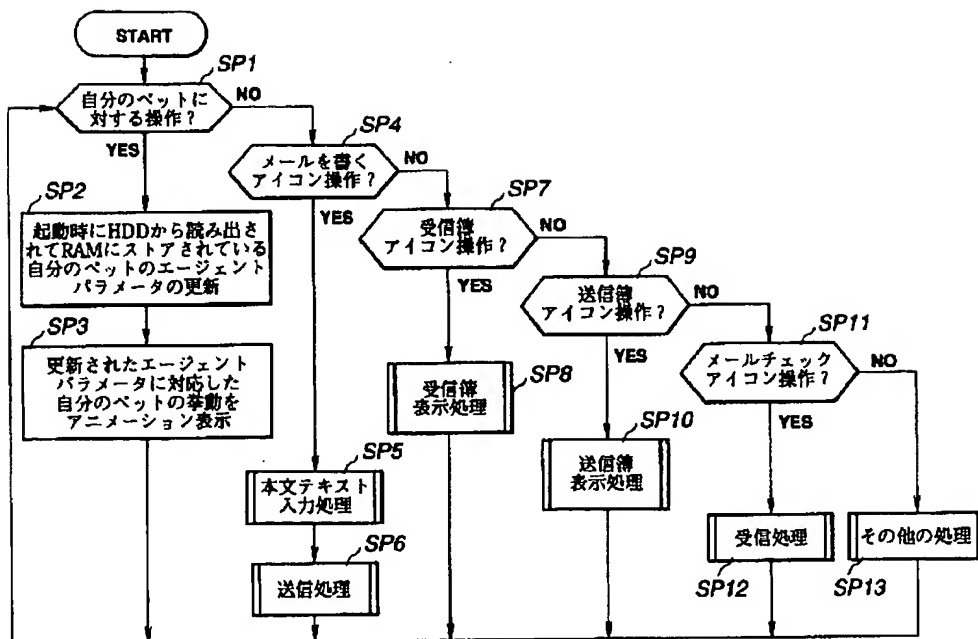 START
SP1
自分のペットに
対する操作？
NO
YES
SP4
メールを書く
アイコン操作？
NO
YES
SP2
起動時にHDDから読み出さ
れてRAMにストアされている
自分のペットのエージェント
パラメータの更新
SP7
受信簿
アイコン操作？
NO
YES
SP9
送信簿
アイコン操作？
NO
YES
SP3
更新されたエージェント
パラメータに対応した
自分のペットの挙動を
アニメーション表示
SP11
メールチェック
アイコン操作？
NO
YES
SP8
受信簿
表示処理
SP10
送信簿
表示処理
SP5
本文テキスト
入力処理
SP6
送信処理
受信処理
SP12
その他の処理
SP13